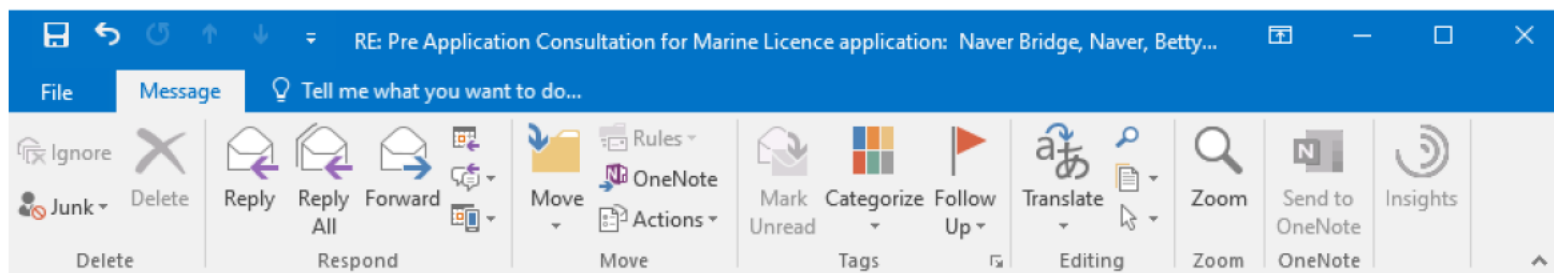 RE: Pre Application Consultation for Marine Licence application:  Naver Bridge, Naver, Betty...
File Message Tell me what you want to do...
Ignore
Junk
Delete
Reply
Reply All
Forward
Move
Rules
OneNote
Actions
Mark Unread
Categorize
Follow Up
Translate
Zoom
Send to OneNote
Insights
Delete Respond Move Tags Editing Zoom OneNote